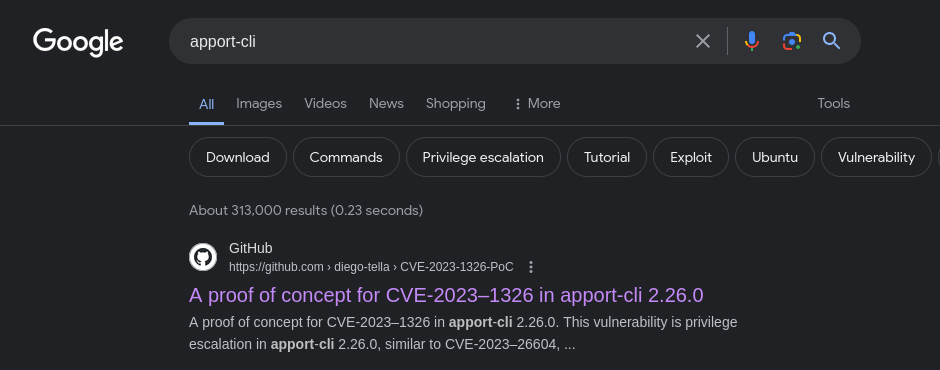 Google
apport-cli
All Images Videos News Shopping More Tools
Download Commands Privilege escalation Tutorial Exploit Ubuntu Vulnerability
About 313,000 results (0.23 seconds)
GitHub
https://github.com › diego-tella › CVE-2023-1326-PoC
A proof of concept for CVE-2023–1326 in apport-cli 2.26.0
A proof of concept for CVE-2023–1326 in apport-cli 2.26.0. This vulnerability is privilege
escalation in apport-cli 2.26.0, similar to CVE-2023–26604, ...